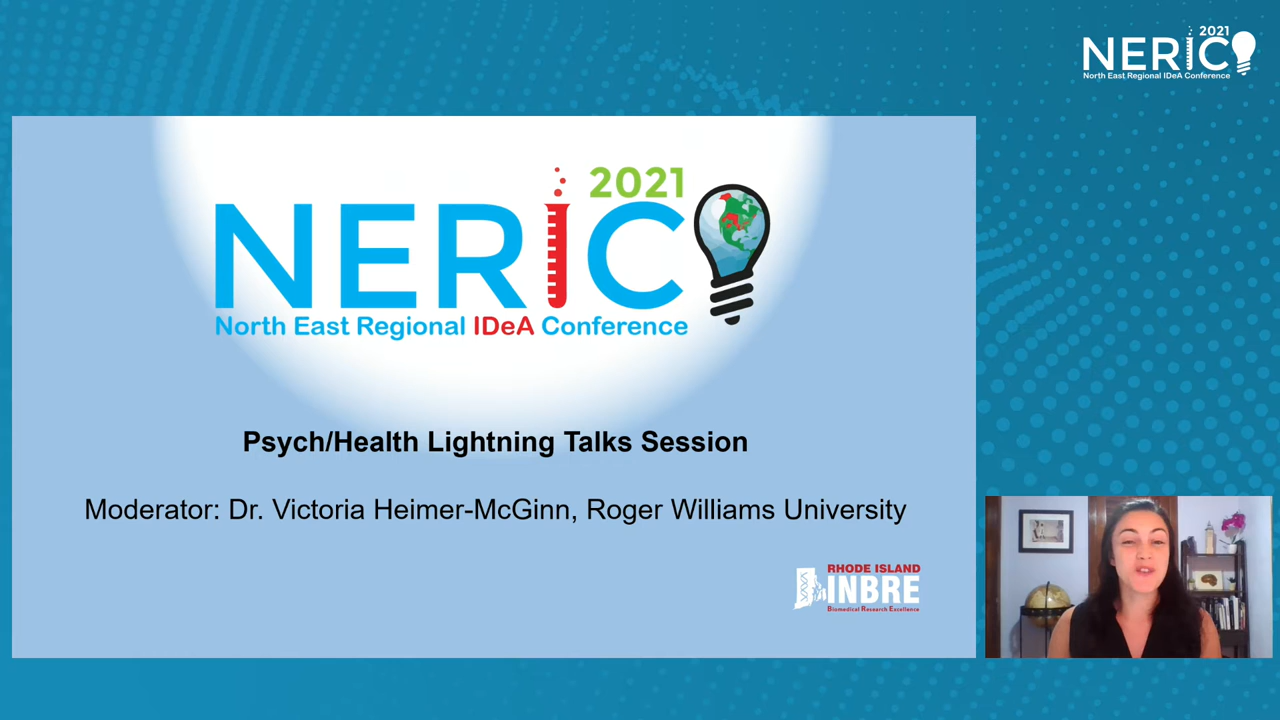 2021
NERIC
North East Regional IDeA Conference
2021
NERIC
North East Regional IDeA Conference
Psych/Health Lightning Talks Session
Moderator: Dr. Victoria Heimer-McGinn, Roger Williams University
RHODE ISLAND
INBRE
Biomedical Research Excellence